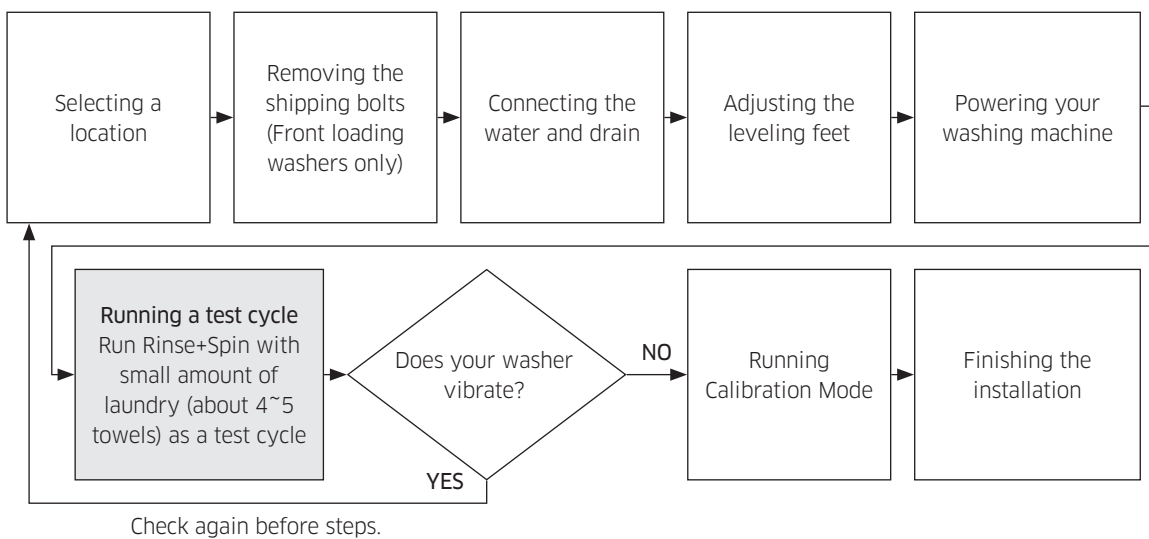 Selecting a
location
Removing the
shipping bolts
(Front loading
washers only)
Connecting the
water and drain
Adjusting the
leveling feet
Powering your
washing machine
Running a test cycle
Run Rinse+Spin with
small amount of
laundry (about 4~5
towels) as a test cycle
Does your washer
vibrate?
NO
YES
Running
Calibration Mode
Finishing the
installation
Check again before steps.